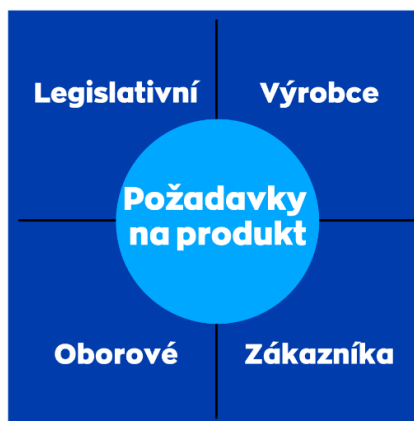 Legislativní
Výrobce
Požadavky
na produkt
Oborové
Zákazníka